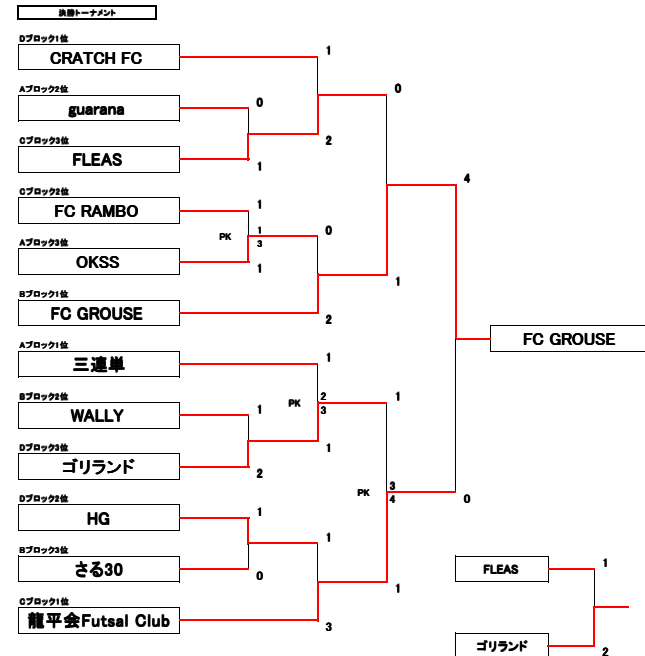 決勝トーナメント
Dブロック1位
CRATCH FC
1
Aブロック2位
guarana
0
0
Cブロック3位
FLEAS
1
2
Cブロック2位
FC RAMBO
1
4
PK
1
3
0
Aブロック3位
OKSS
1
1
Bブロック1位
FC GROUSE
2
FC GROUSE
Aブロック1位
三連単
1
Bブロック2位
WALLY
1
PK
2
3
1
Dブロック3位
ゴリランド
2
1
Dブロック2位
HG
1
PK
3
4
0
Bブロック3位
さる30
0
1
Cブロック1位
龍平会Futsal Club
3
1
FLEAS
1
ゴリランド
2